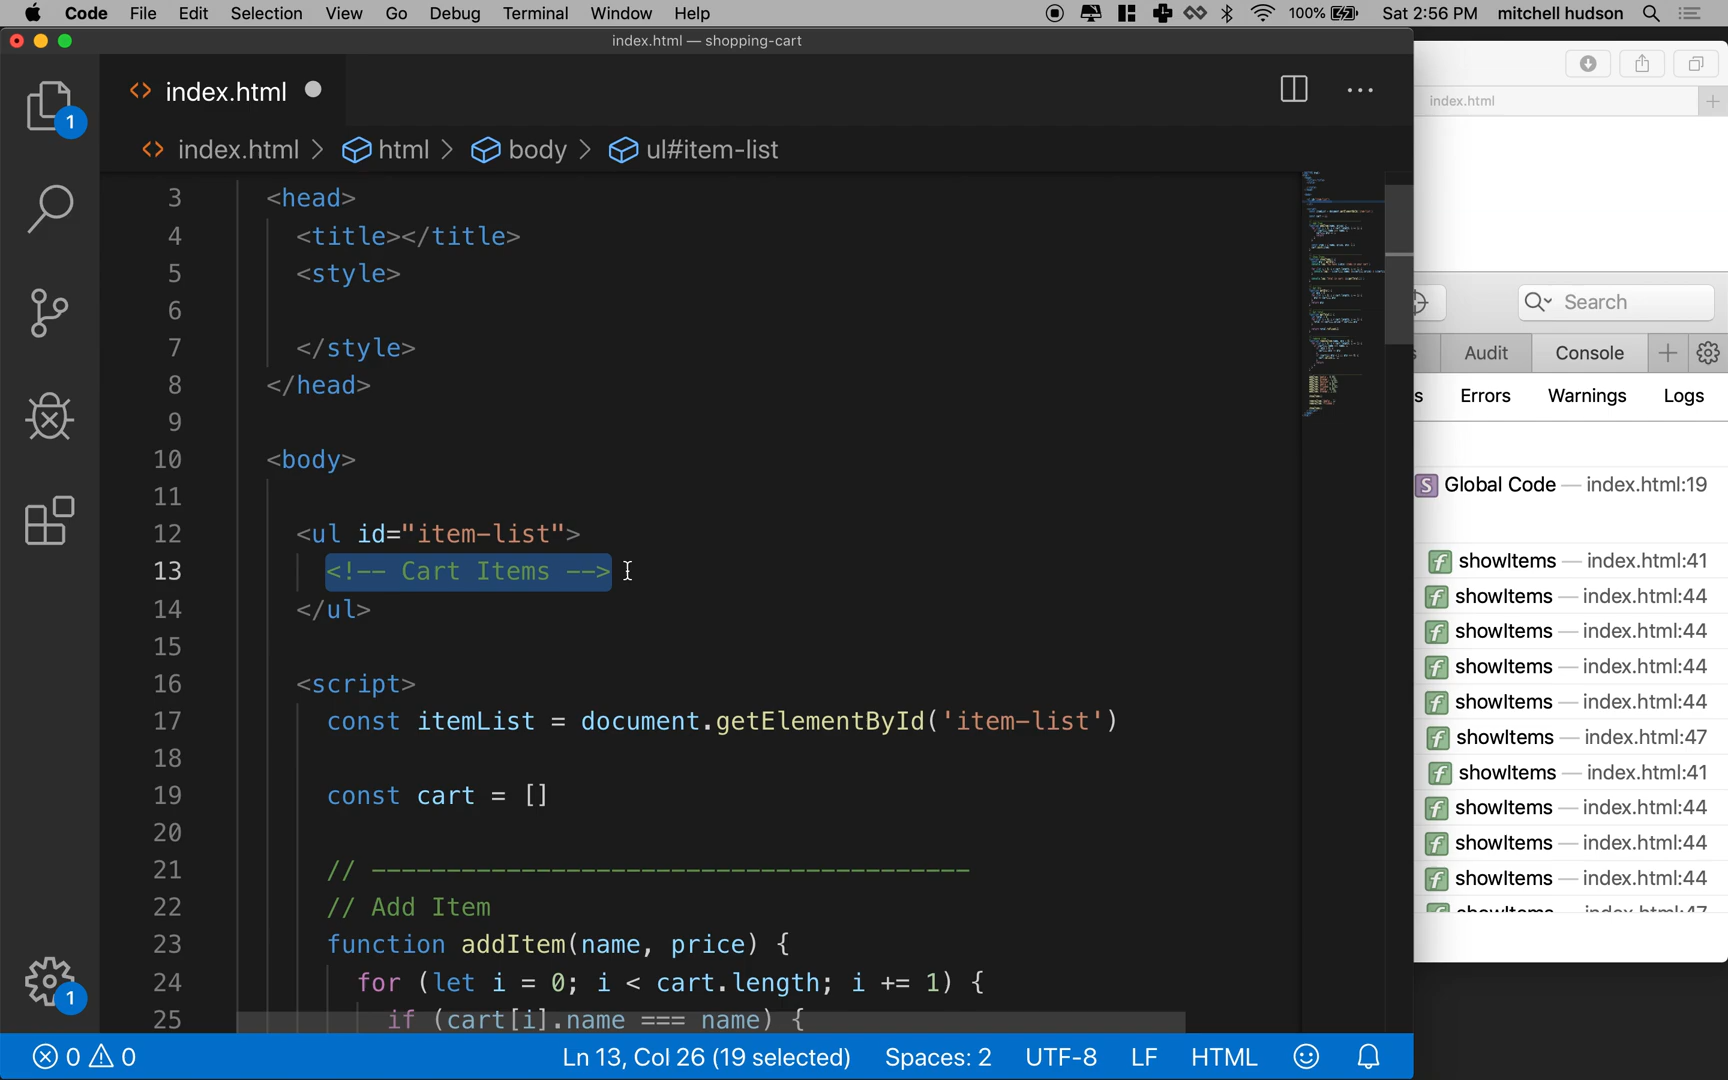 Code File Edit Selection View Go Debug Terminal Window Help 100% Sat 2:56 PM mitchell hudson
index.html — shopping-cart
index.html
index.html > html > body > ul#item-list
1
1
3 <head>
4 <title></title>
5 <style>
6
7 </style>
8 </head>
9
10 <body>
11
12 <ul id="item-list">
13 <!-- Cart Items -->
14 </ul>
15
16 <script>
17 const itemList = document.getElementById('item-list')
18
19 const cart = []
20
21 // ----------------------------------------
22 // Add Item
23 function addItem(name, price) {
24 for (let i = 0; i < cart.length; i += 1) {
25 if (cart[i].name === name) {
0 0 Ln 13, Col 26 (19 selected) Spaces: 2 UTF-8 LF HTML
index.html
Search
s Audit Console
s Errors Warnings Logs
S Global Code — index.html:19
f showItems — index.html:41
f showItems — index.html:44
f showItems — index.html:44
f showItems — index.html:44
f showItems — index.html:44
f showItems — index.html:47
f showItems — index.html:41
f showItems — index.html:44
f showItems — index.html:44
f showItems — index.html:44
showItems index.html:47